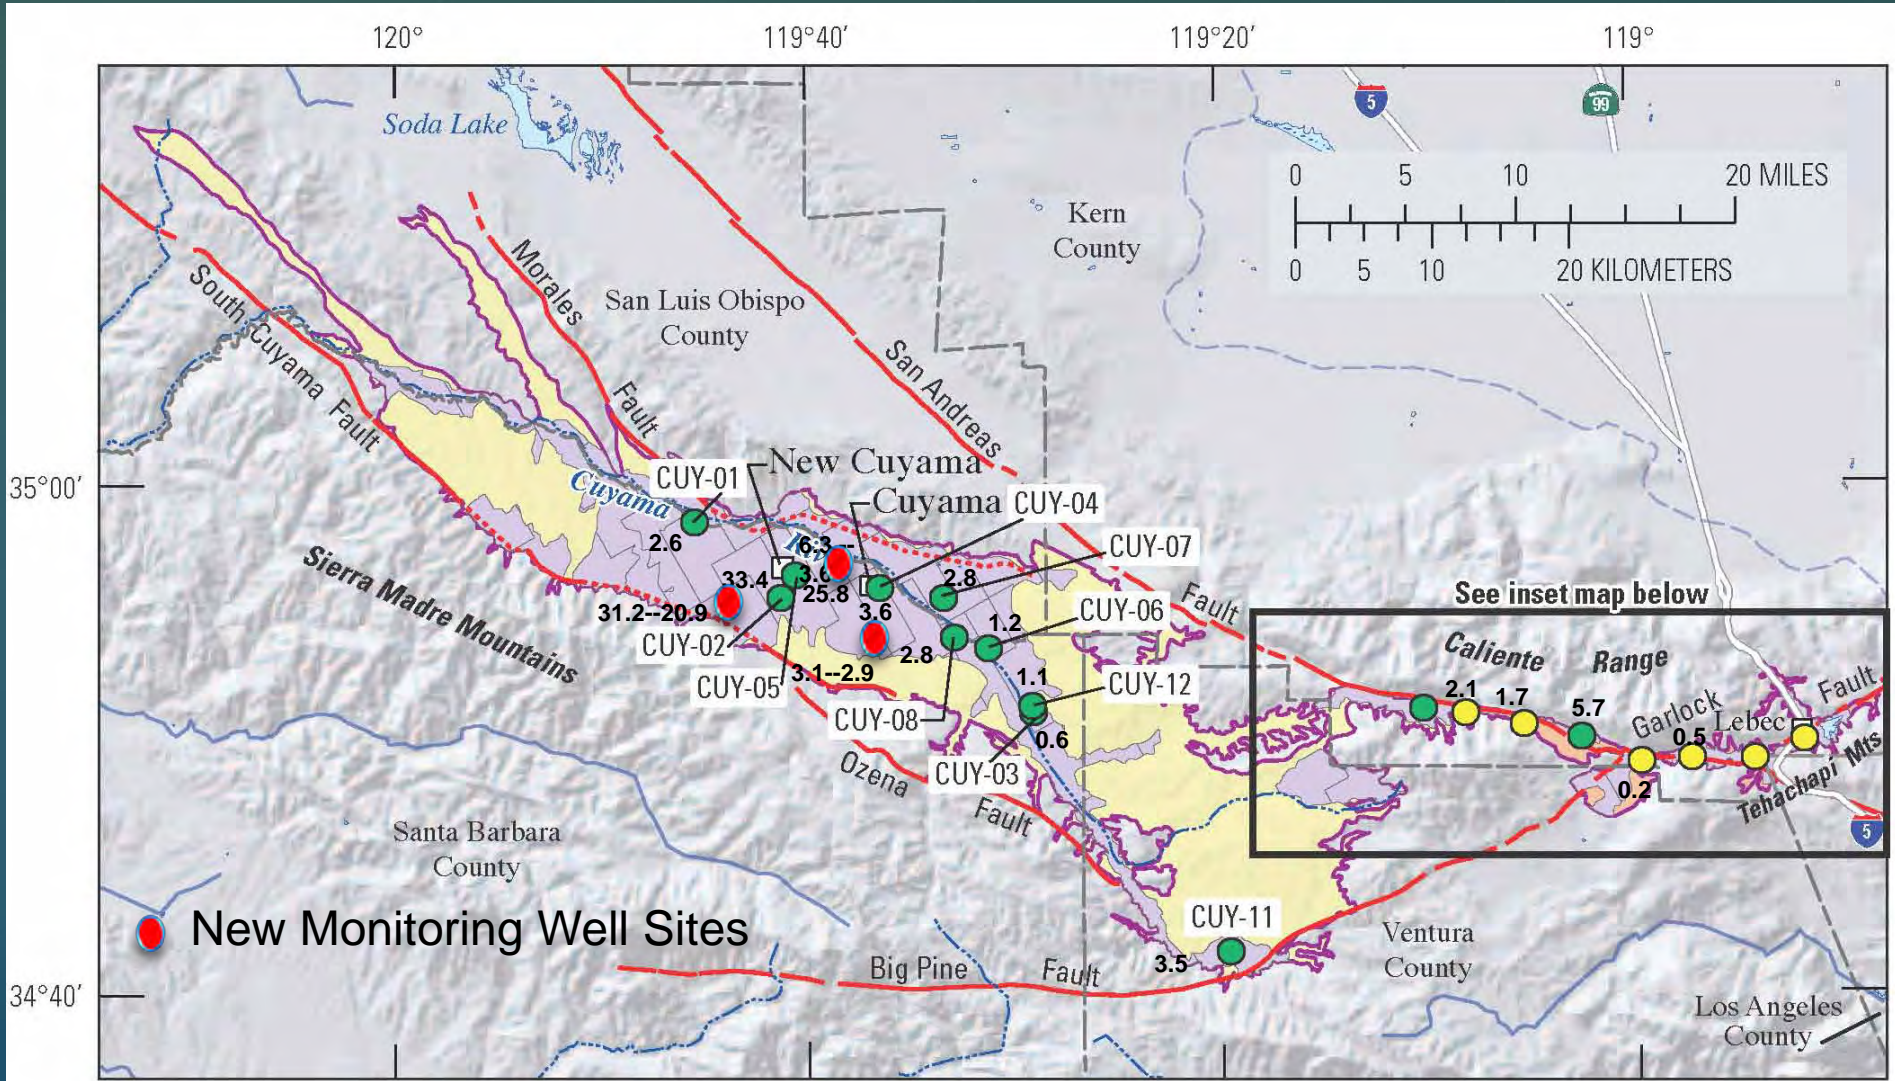 120°
119°40′
119°20′
119°
Soda Lake
5
99
0 5 10 20 MILES
0 5 10 20 KILOMETERS
Kern
County
Morales
Fault
San Luis Obispo
County
South Cuyama Fault
San Andreas
Fault
35°00′
New Cuyama
CUY-01
Cuyama
Cuyama
CUY-04
2.6
6.3--
CUY-07
33.4
25.8
2.8
3.6
31.2--20.9
CUY-02
1.2
CUY-06
2.8
3.1--2.9
CUY-05
1.1
CUY-12
CUY-08
0.6
CUY-03
Sierra Madre Mountains
See inset map below
Caliente Range
2.1
1.7
5.7
Garlock
Fault
Lebec
0.5
0.2
Tehachapi Mts
5
Ozena
Fault
Santa Barbara
County
New Monitoring Well Sites
CUY-11
3.5
Big Pine Fault
Ventura
County
34°40′
Los Angeles
County